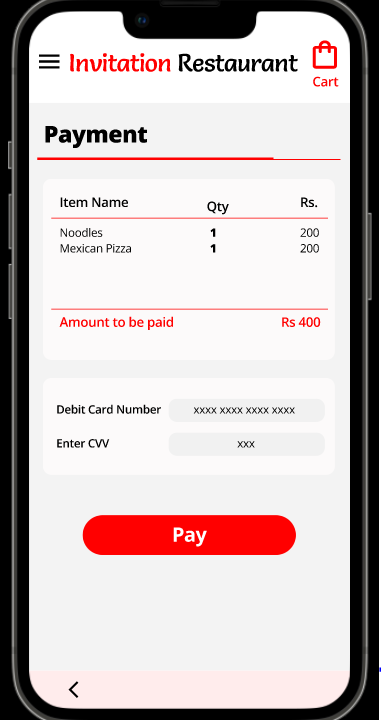 Invitation Restaurant
Cart
Payment
Item Name Qty Rs.
Noodles 1 200
Mexican Pizza 1 200
Amount to be paid Rs 400
Debit Card Number xxxx xxxx xxxx xxxx
Enter CVV xxx
Pay